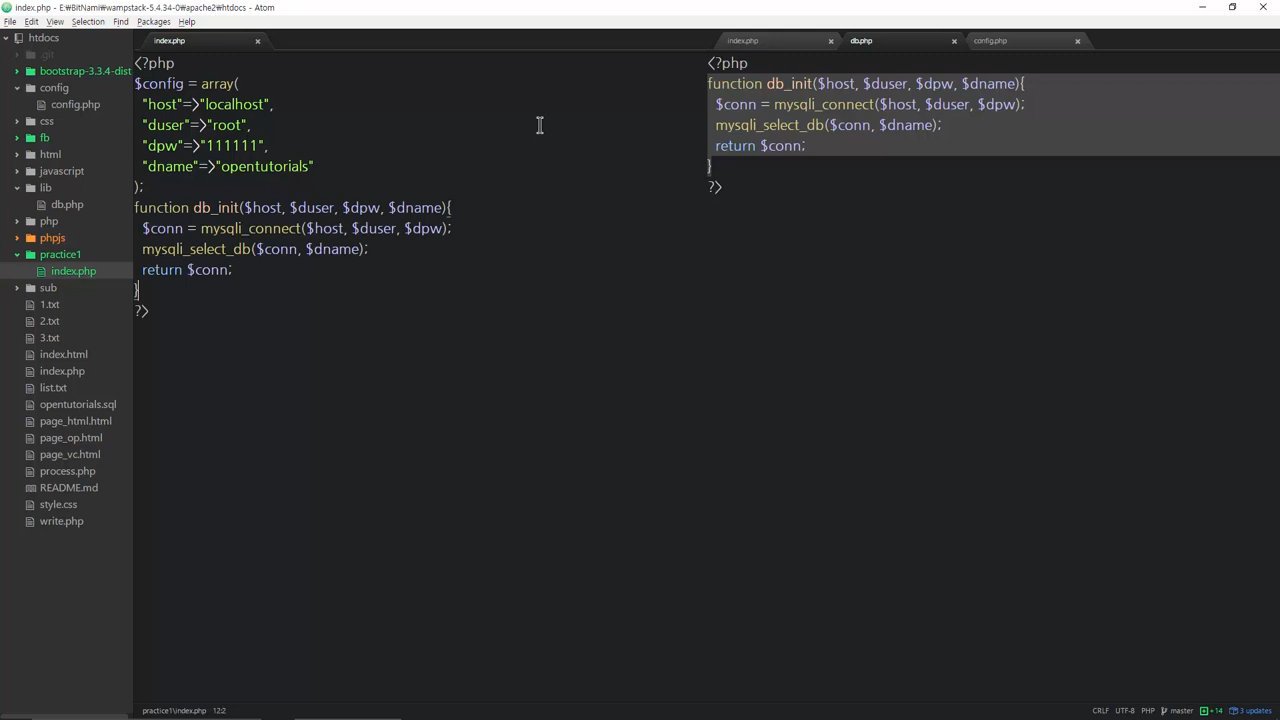 index.php - E:₩BitNami₩wampstack-5.4.34-0₩apache2₩htdocs - Atom
File Edit View Selection Find Packages Help
htdocs
.git
bootstrap-3.3.4-dist
config
config.php
css
fb
html
javascript
lib
db.php
php
phpjs
practice1
index.php
sub
1.txt
2.txt
3.txt
index.html
index.php
list.txt
opentutorials.sql
page_html.html
page_op.html
page_vc.html
process.php
README.md
style.css
write.php
index.php
<?php
$config = array(
"host"=>"localhost",
"duser"=>"root",
"dpw"=>"111111",
"dname"=>"opentutorials"
);
function db_init($host, $duser, $dpw, $dname){
$conn = mysqli_connect($host, $duser, $dpw);
mysqli_select_db($conn, $dname);
return $conn;
}
?>
index.php db.php config.php
<?php
function db_init($host, $duser, $dpw, $dname){
$conn = mysqli_connect($host, $duser, $dpw);
mysqli_select_db($conn, $dname);
return $conn;
}
?>
practice1\index.php 12:2
CRLF UTF-8 PHP master +14 3 updates